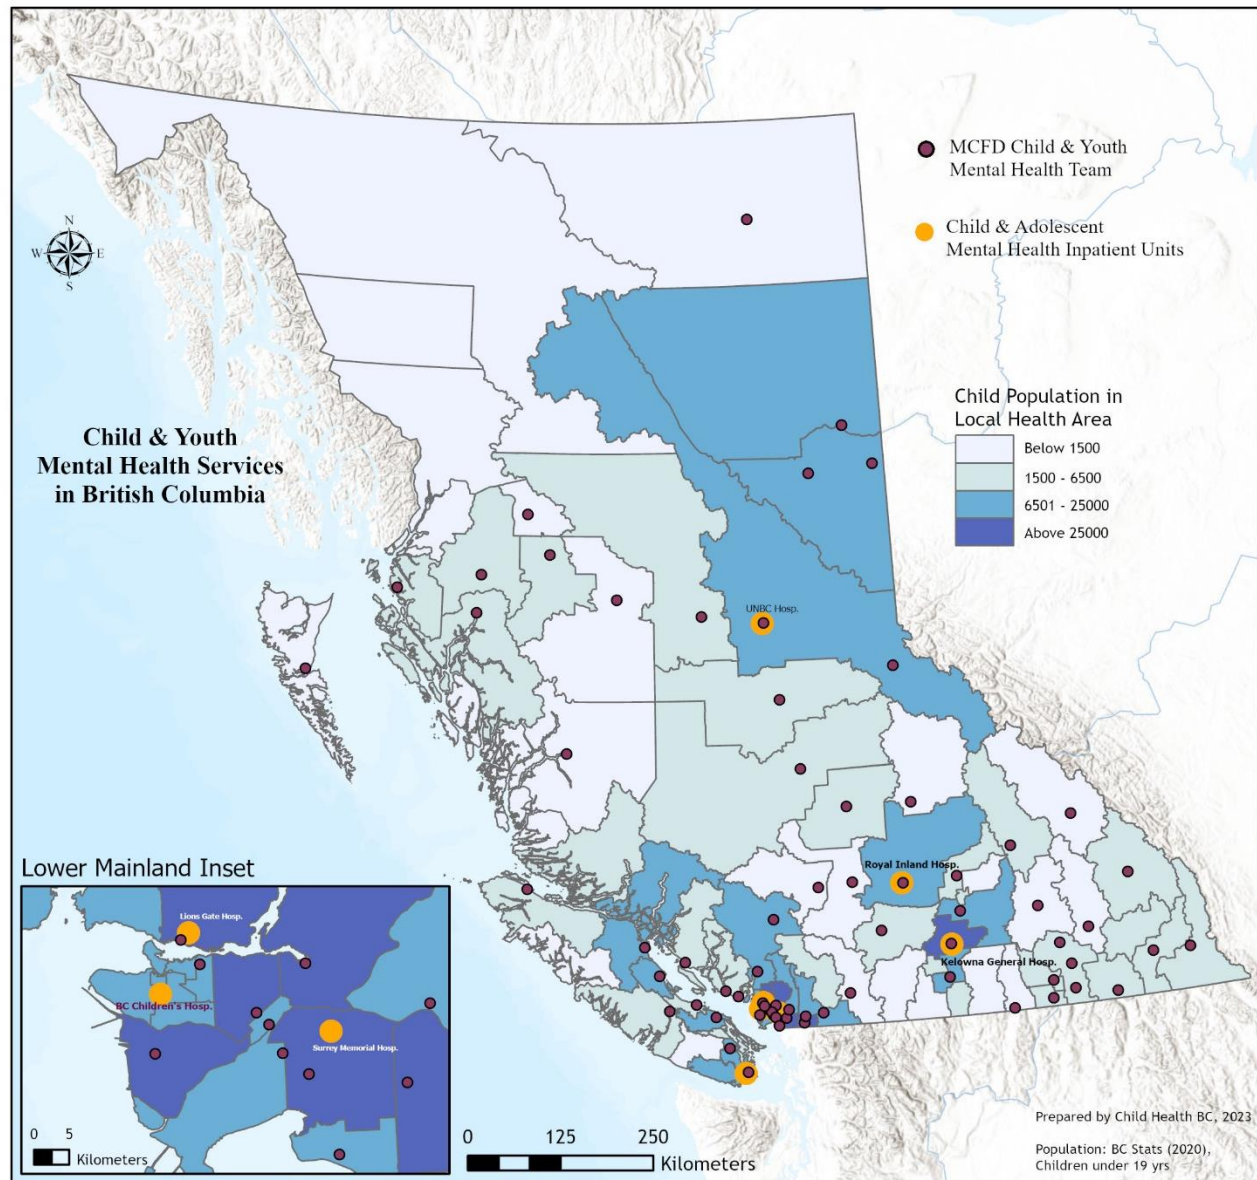 MCFD Child & Youth
Mental Health Team
Child & Adolescent
Mental Health Inpatient Units
N
W
E
S
Child Population in
Local Health Area
Below 1500
1500 - 6500
6501 - 25000
Above 25000
Child & Youth
Mental Health Services
in British Columbia
UNBC Hosp.
Royal Inland Hosp.
Kelowna General Hosp.
Lower Mainland Inset
Lions Gate Hosp.
BC Children's Hosp.
Surrey Memorial Hosp.
0 5
Kilometers
0 125 250
Kilometers
Prepared by Child Health BC, 2023
Population: BC Stats (2020),
Children under 19 yrs